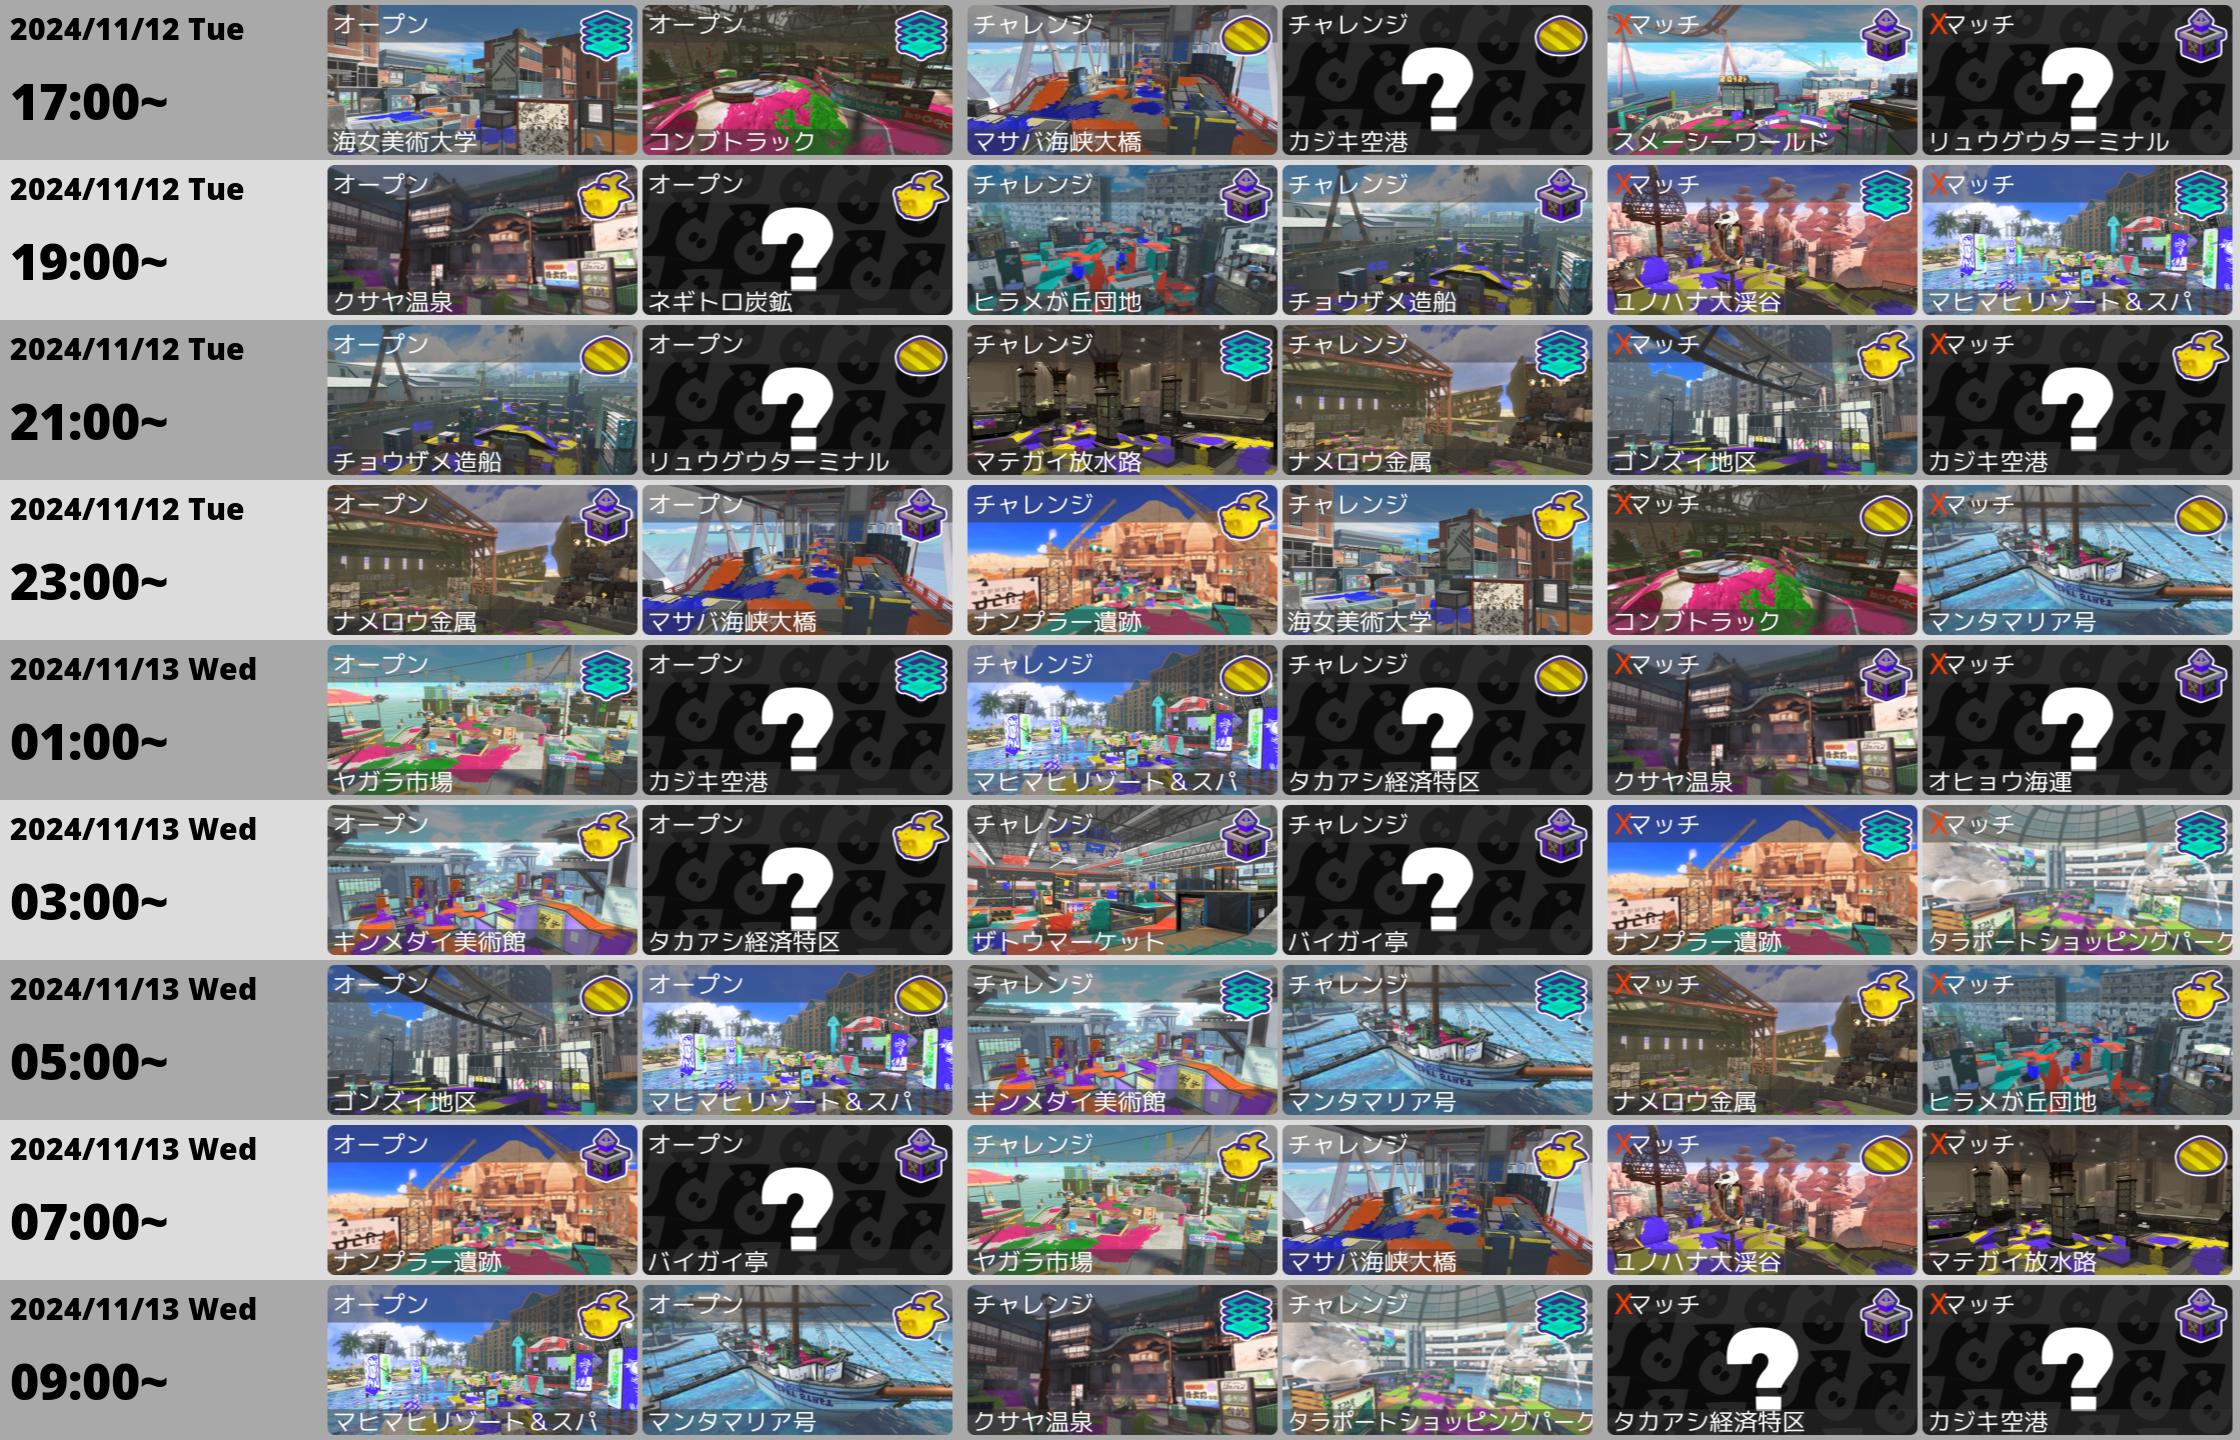 2024/11/12 Tue
17:00~
オープン
海女美術大学
オープン
コンブトラック
チャレンジ
マサバ海峡大橋
チャレンジ
カジキ空港
Xマッチ
スメーシーワールド
Xマッチ
リュウグウターミナル
2024/11/12 Tue
19:00~
オープン
クサヤ温泉
オープン
ネギトロ炭鉱
チャレンジ
ヒラメが丘団地
チャレンジ
チョウザメ造船
Xマッチ
ユノハナ大渓谷
Xマッチ
マヒマヒリゾート＆スパ
2024/11/12 Tue
21:00~
オープン
チョウザメ造船
オープン
リュウグウターミナル
チャレンジ
マテガイ放水路
チャレンジ
ナメロウ金属
Xマッチ
ゴンズイ地区
Xマッチ
カジキ空港
2024/11/12 Tue
23:00~
オープン
ナメロウ金属
オープン
マサバ海峡大橋
チャレンジ
ナンプラー遺跡
チャレンジ
海女美術大学
Xマッチ
コンブトラック
Xマッチ
マンタマリア号
2024/11/13 Wed
01:00~
オープン
ヤガラ市場
オープン
カジキ空港
チャレンジ
マヒマヒリゾート＆スパ
チャレンジ
タカアシ経済特区
Xマッチ
クサヤ温泉
Xマッチ
オヒョウ海運
2024/11/13 Wed
03:00~
オープン
キンメダイ美術館
オープン
タカアシ経済特区
チャレンジ
ザトウマーケット
チャレンジ
バイガイ亭
Xマッチ
ナンプラー遺跡
Xマッチ
タラポートショッピングパーク
2024/11/13 Wed
05:00~
オープン
ゴンズイ地区
オープン
マヒマヒリゾート＆スパ
チャレンジ
キンメダイ美術館
チャレンジ
マンタマリア号
Xマッチ
ナメロウ金属
Xマッチ
ヒラメが丘団地
2024/11/13 Wed
07:00~
オープン
ナンプラー遺跡
オープン
バイガイ亭
チャレンジ
ヤガラ市場
チャレンジ
マサバ海峡大橋
Xマッチ
ユノハナ大渓谷
Xマッチ
マテガイ放水路
2024/11/13 Wed
09:00~
オープン
マヒマヒリゾート＆スパ
オープン
マンタマリア号
チャレンジ
クサヤ温泉
チャレンジ
タラポートショッピングパーク
Xマッチ
タカアシ経済特区
Xマッチ
カジキ空港